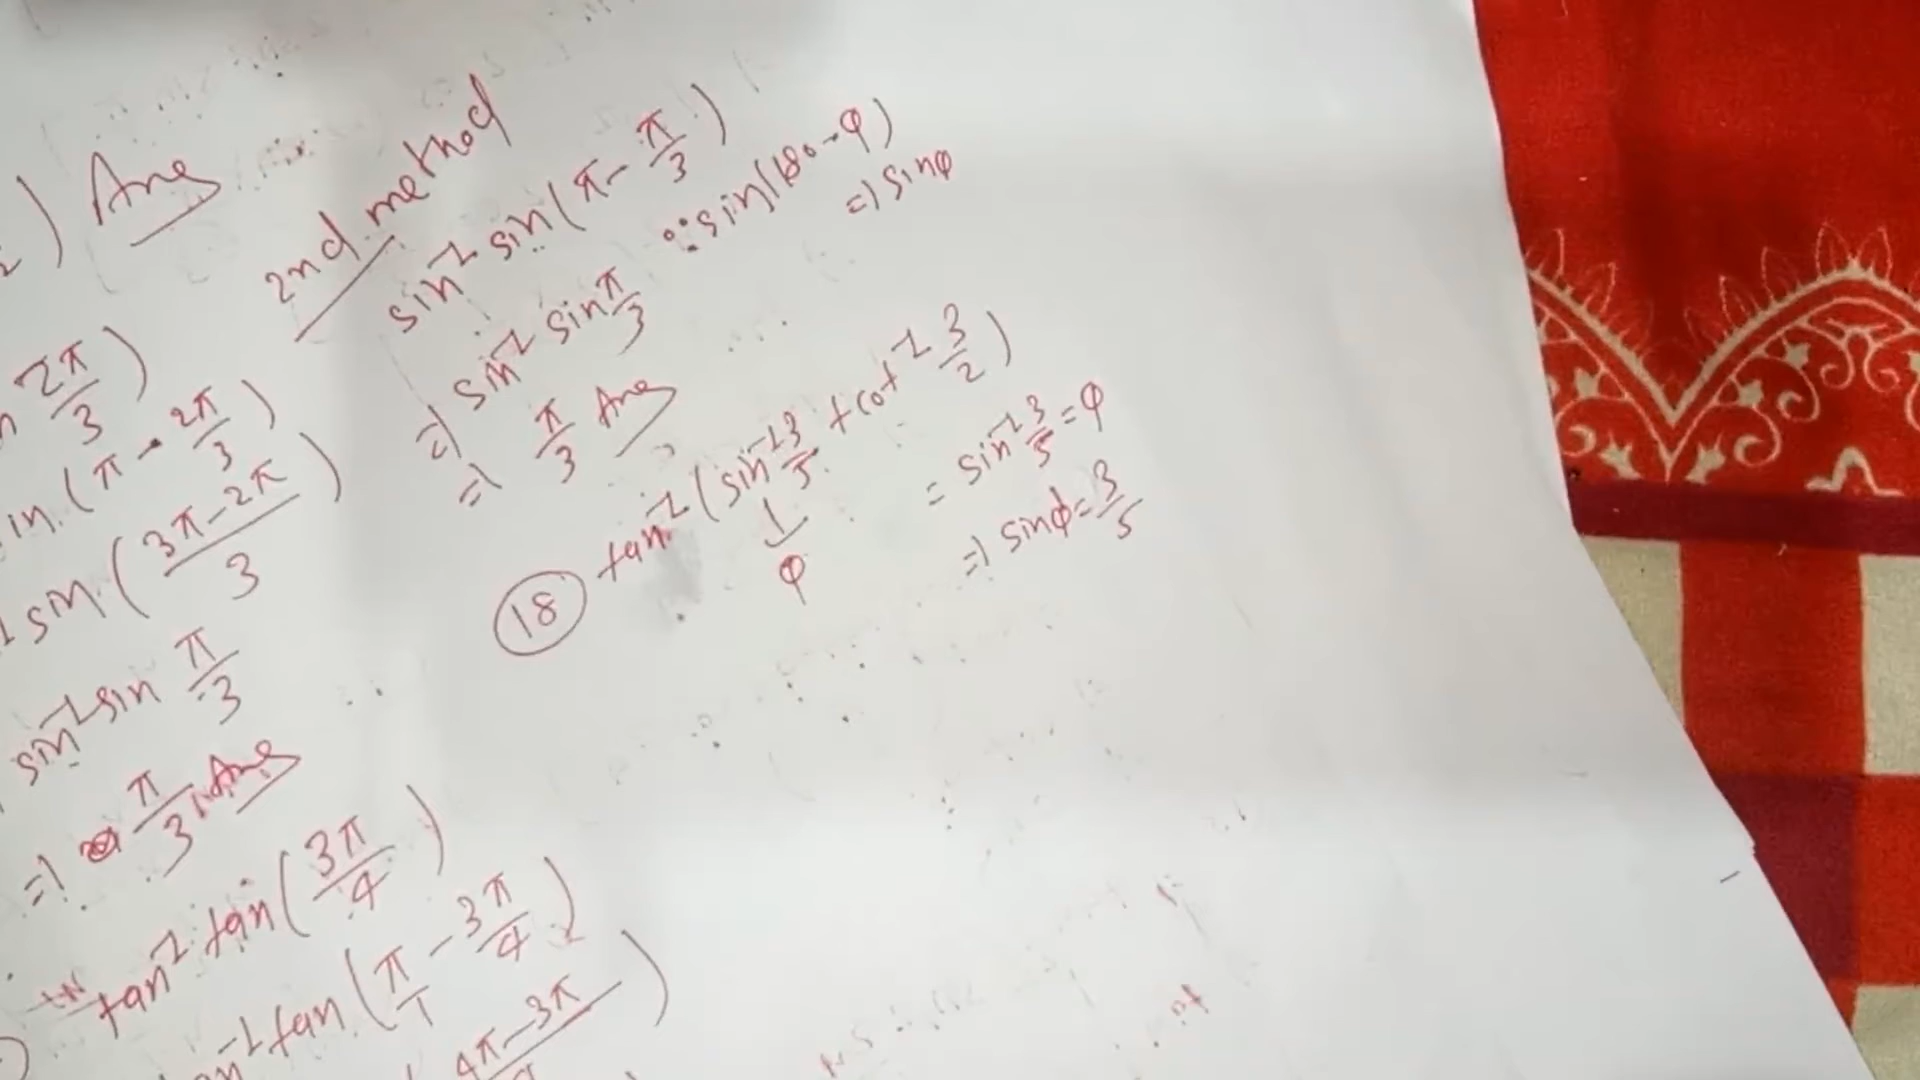 2) Ans
2π/3)
in (π - 2π/3)
sin (3π-2π/3)
sin⁻¹ sin π/3
=) π/3 Ans
tan⁻¹ tan (3π/4)
tan (π/1 - 3π/4)
4π-3π
2nd method
sin⁻¹ sin (π - π/3)
∵ sin(180-φ)
=) sinφ
=) sin⁻¹ sin π/3
=) π/3 Ans
(18) tan⁻¹ (sin⁻¹ 3/5 + cot⁻¹ 3/2)
φ
= sin⁻¹ 3/5 = φ
=) sinφ = 3/5